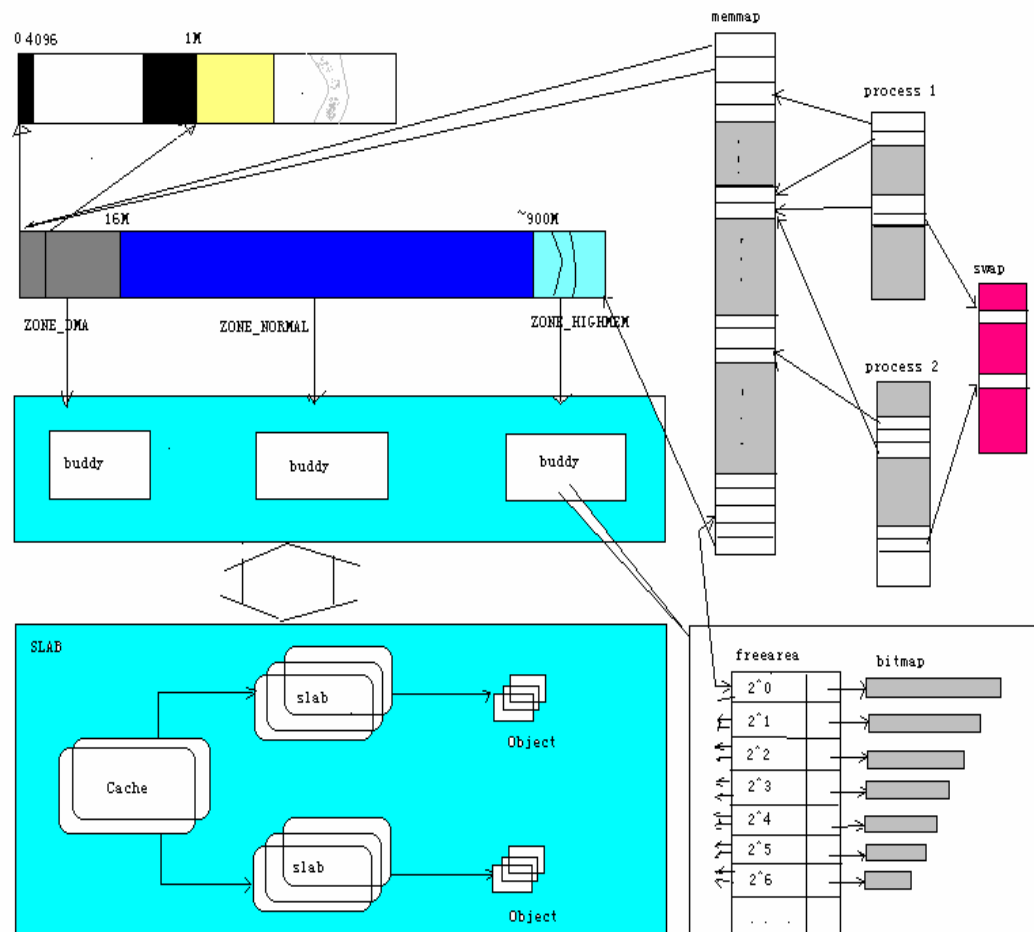 memmap
0 4096
1M
process 1
16M
~900M
swap
ZONE_DMA
ZONE_NORMAL
ZONE_HIGHMEM
process 2
buddy
buddy
buddy
SLAB
freearea
bitmap
slab
2^0
2^1
Object
2^2
Cache
2^3
2^4
slab
2^5
2^6
Object
. . .